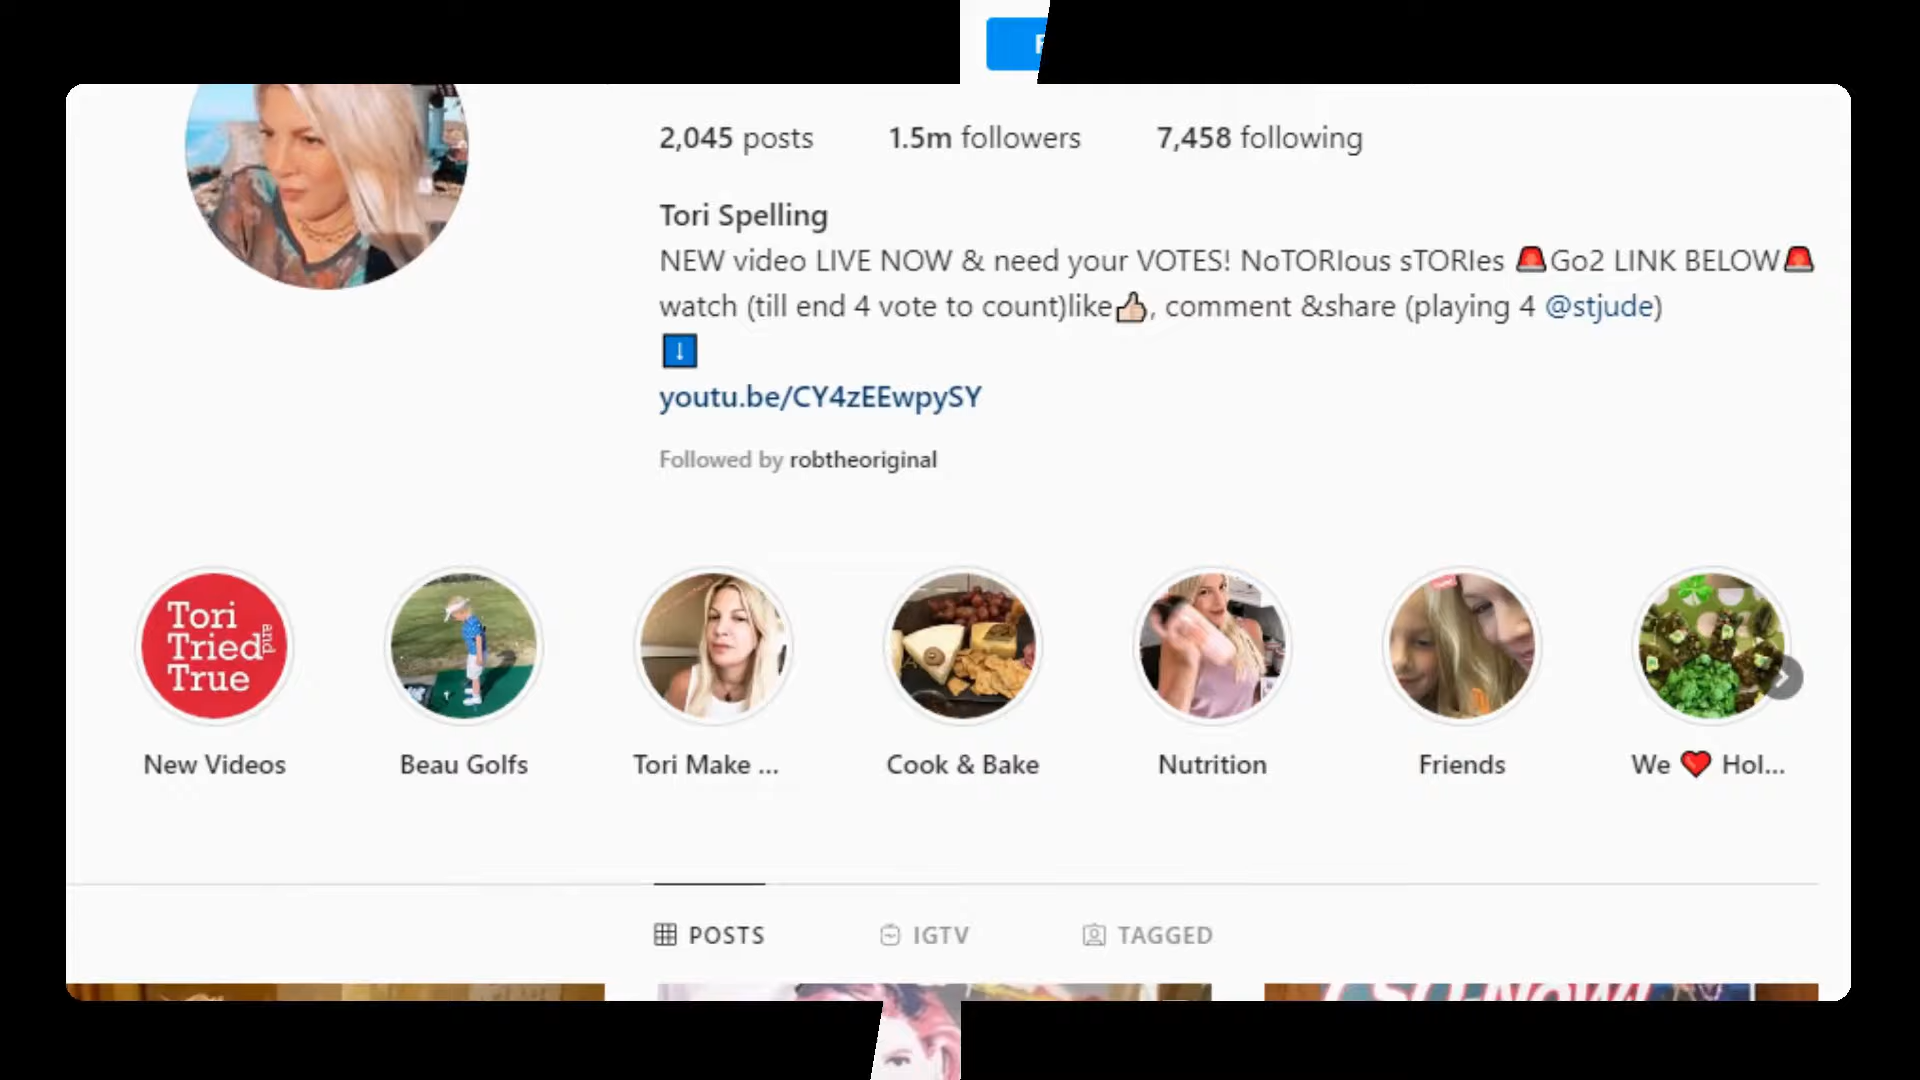 2,045 posts 1.5m followers 7,458 following
Tori Spelling
NEW video LIVE NOW & need your VOTES! NoTORIous sTORIes 🚨Go2 LINK BELOW🚨
watch (till end 4 vote to count)like👍🏻, comment &share (playing 4 @stjude)
⬇️
youtu.be/CY4zEEwpySY
Followed by robtheoriginal
Tori
Tried
and
True
New Videos
Beau Golfs
Tori Make ...
Cook & Bake
Nutrition
Friends
We ❤️ Hol...
POSTS
IGTV
TAGGED